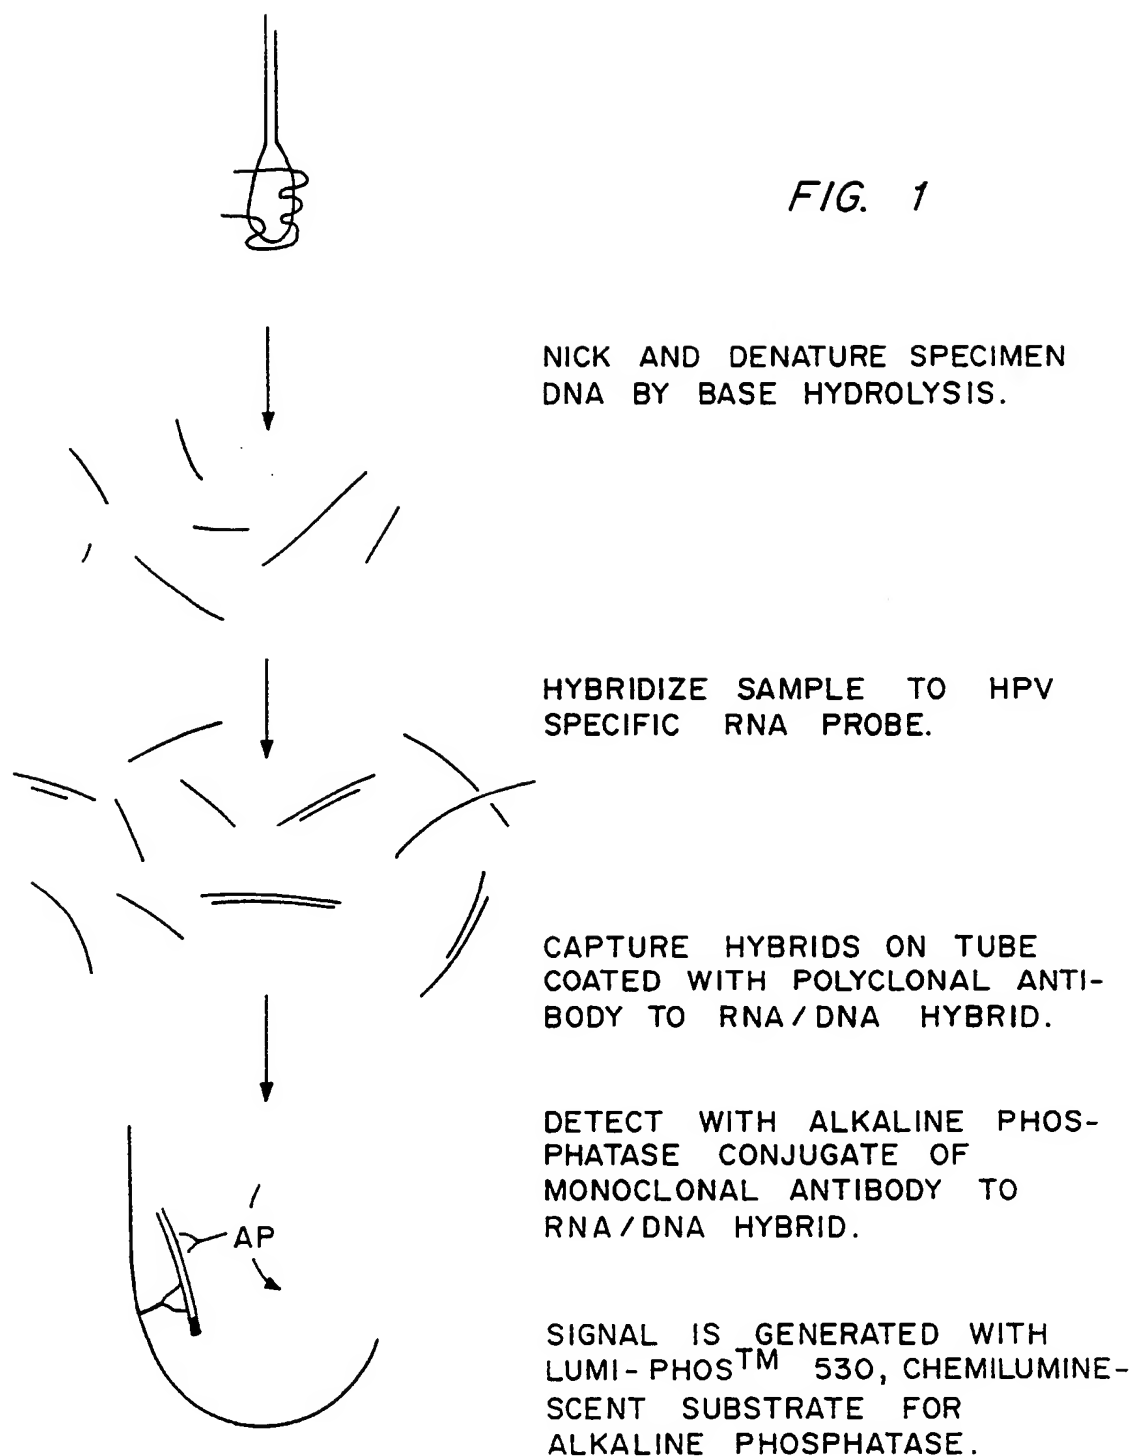 FIG. 1
NICK AND DENATURE SPECIMEN
DNA BY BASE HYDROLYSIS.
HYBRIDIZE SAMPLE TO HPV
SPECIFIC RNA PROBE.
CAPTURE HYBRIDS ON TUBE
COATED WITH POLYCLONAL ANTI-
BODY TO RNA/DNA HYBRID.
DETECT WITH ALKALINE PHOS-
PHATASE CONJUGATE OF
MONOCLONAL ANTIBODY TO
RNA/DNA HYBRID.
AP
SIGNAL IS GENERATED WITH
LUMI-PHOS™ 530, CHEMILUMINE-
SCENT SUBSTRATE FOR
ALKALINE PHOSPHATASE.